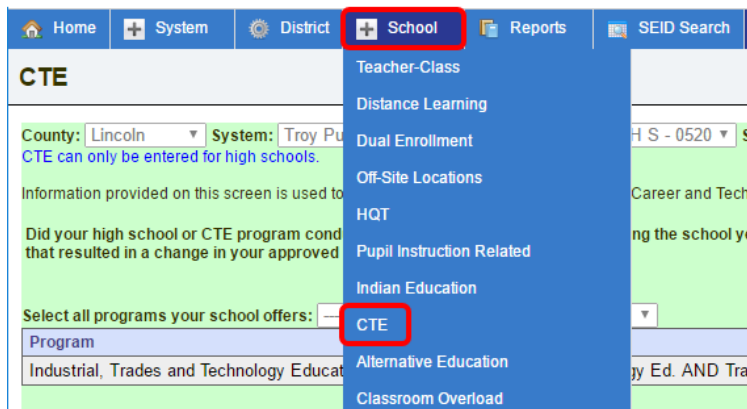 Home System District School Reports SEID Search
CTE
Teacher-Class
Distance Learning
County: Lincoln System: Troy Pu Dual Enrollment H S - 0520 S
CTE can only be entered for high schools.
Off-Site Locations
Information provided on this screen is used to Career and Tech
HQT
Did your high school or CTE program cond ng the school y
that resulted in a change in your approved Pupil Instruction Related
Indian Education
Select all programs your school offers: ---
CTE
Program
Alternative Education
Industrial, Trades and Technology Educat gy Ed. AND Tra
Classroom Overload